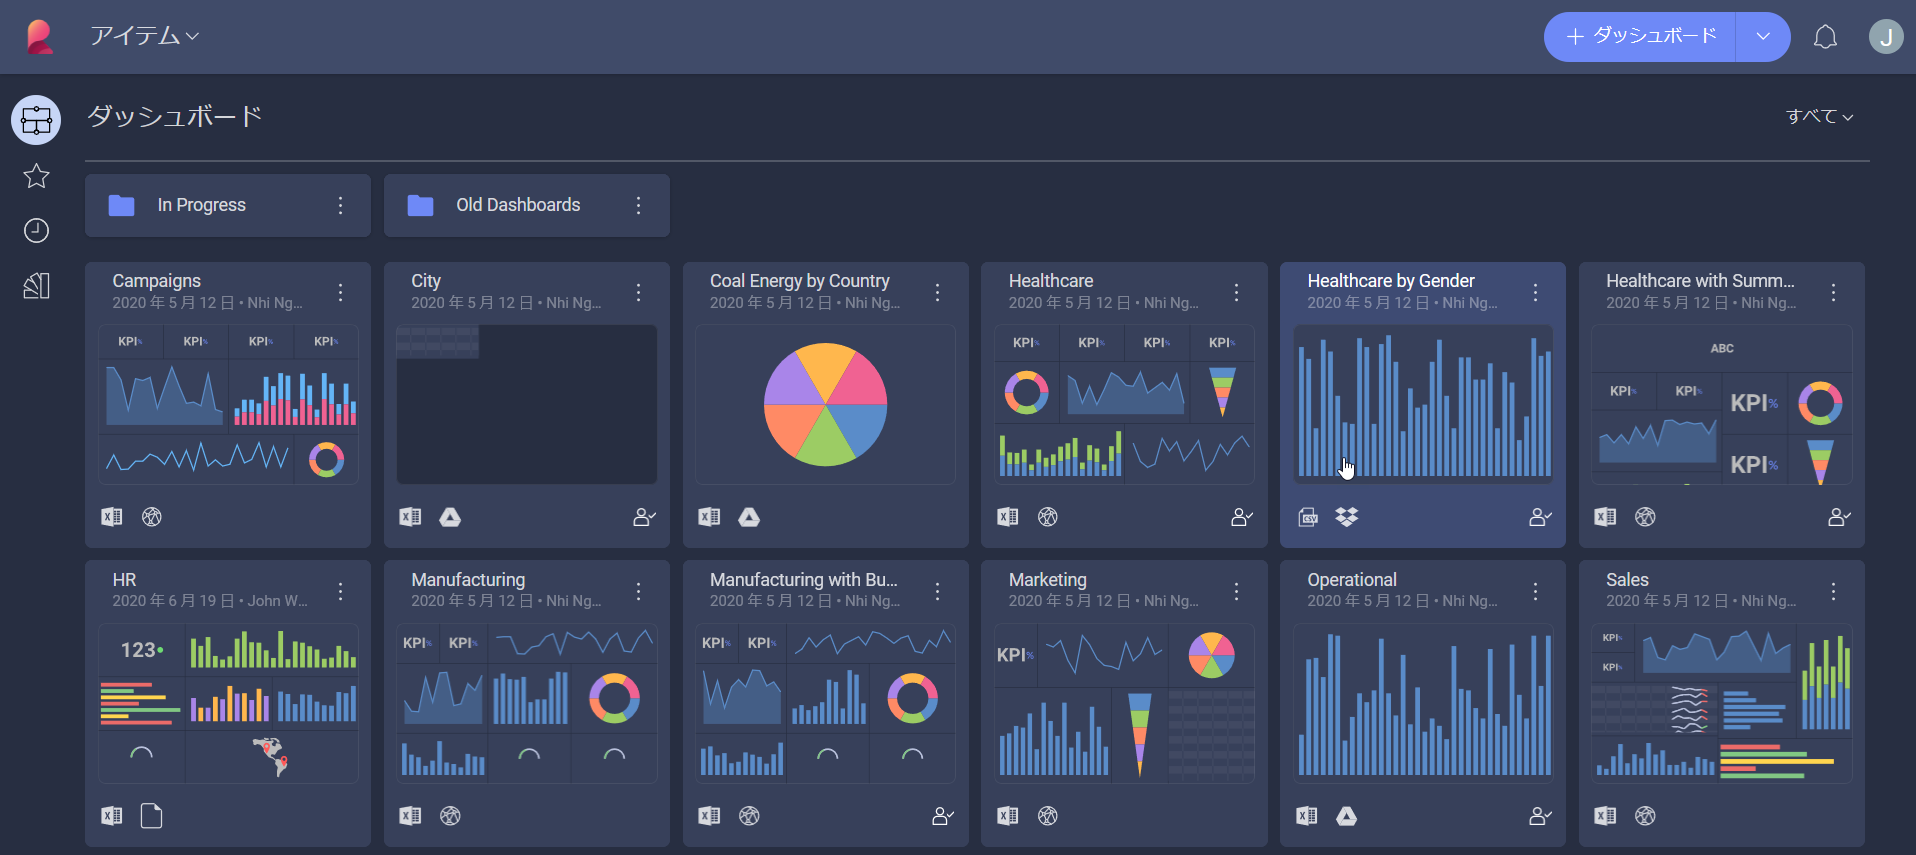 アイテム
+ ダッシュボード
J
ダッシュボード
すべて
In Progress
Old Dashboards
Campaigns
2020 年 5 月 12 日 • Nhi Ng...
KPI% KPI% KPI% KPI%
City
2020 年 5 月 12 日 • Nhi Ng...
Coal Energy by Country
2020 年 5 月 12 日 • Nhi Ng...
Healthcare
2020 年 5 月 12 日 • Nhi Ng...
KPI% KPI% KPI% KPI%
Healthcare by Gender
2020 年 5 月 12 日 • Nhi Ng...
CSV
Healthcare with Summ...
2020 年 5 月 12 日 • Nhi Ng...
ABC
KPI% KPI% KPI%
KPI%
HR
2020 年 6 月 19 日 • John W...
123
Manufacturing
2020 年 5 月 12 日 • Nhi Ng...
KPI% KPI%
Manufacturing with Bu...
2020 年 5 月 12 日 • Nhi Ng...
KPI% KPI%
Marketing
2020 年 5 月 12 日 • Nhi Ng...
KPI%
Operational
2020 年 5 月 12 日 • Nhi Ng...
Sales
2020 年 5 月 12 日 • Nhi Ng...
KPI%
KPI%